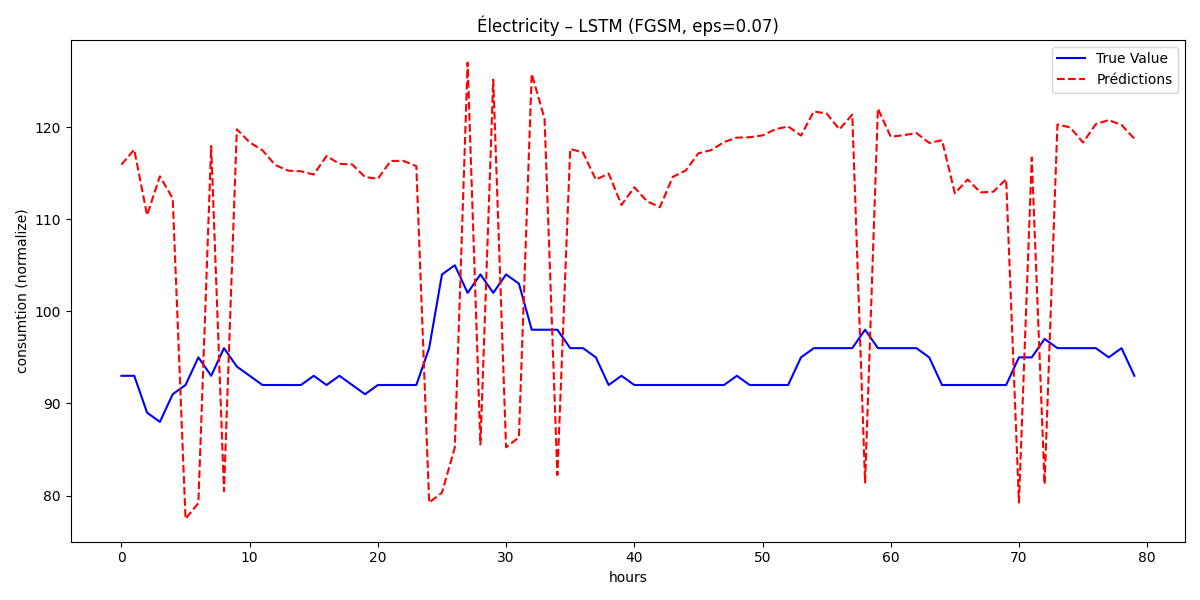 Électricity – LSTM (FGSM, eps=0.07)
True Value
Prédictions
consumtion (normalize)
120
110
100
90
80
0 10 20 30 40 50 60 70 80
hours